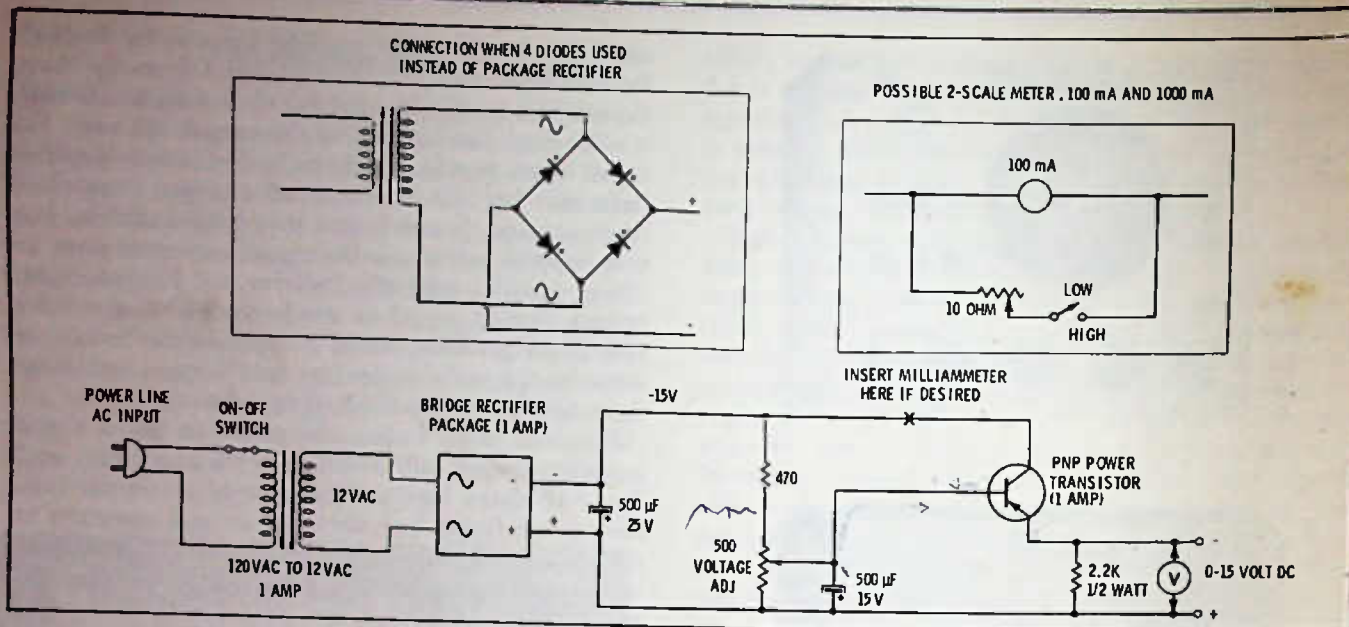 CONNECTION WHEN 4 DIODES USED
INSTEAD OF PACKAGE RECTIFIER
+
-
POSSIBLE 2-SCALE METER, 100 mA AND 1000 mA
100 mA
10 OHM
LOW
HIGH
POWER LINE
AC INPUT
ON-OFF
SWITCH
120VAC TO 12VAC
1 AMP
12VAC
BRIDGE RECTIFIER
PACKAGE (1 AMP)
-
+
-
+
500 µF
25 V
+
-15V
470
500
VOLTAGE
ADJ
500 µF
15 V
+
INSERT MILLIAMMETER
HERE IF DESIRED
PNP POWER
TRANSISTOR
(1 AMP)
2.2K
1/2 WATT
V
0-15 VOLT DC
-
+